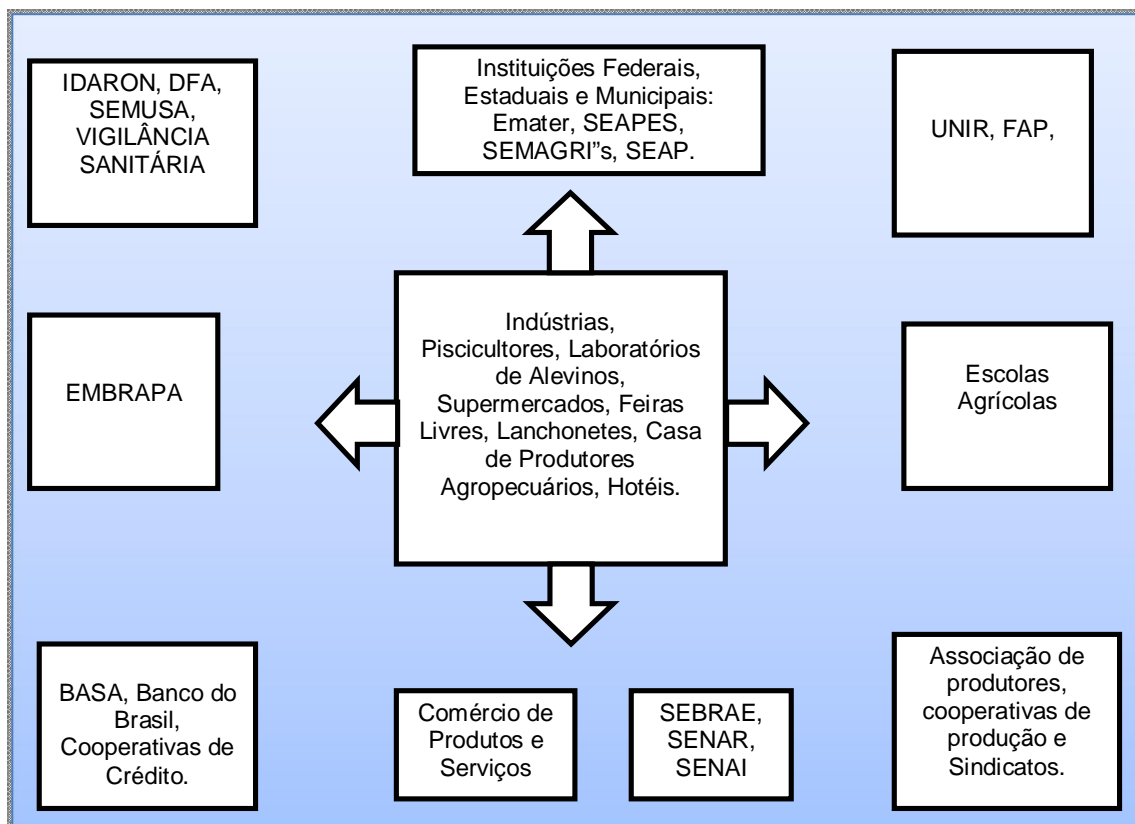 IDARON, DFA,
SEMUSA,
VIGILÂNCIA
SANITÁRIA
Instituições Federais,
Estaduais e Municipais:
Emater, SEAPES,
SEMAGRI"s, SEAP.
UNIR, FAP,
EMBRAPA
Indústrias,
Piscicultores, Laboratórios
de Alevinos,
Supermercados, Feiras
Livres, Lanchonetes, Casa
de Produtores
Agropecuários, Hotéis.
Escolas
Agrícolas
BASA, Banco do
Brasil,
Cooperativas de
Crédito.
Comércio de
Produtos e
Serviços
SEBRAE,
SENAR,
SENAI
Associação de
produtores,
cooperativas de
produção e
Sindicatos.